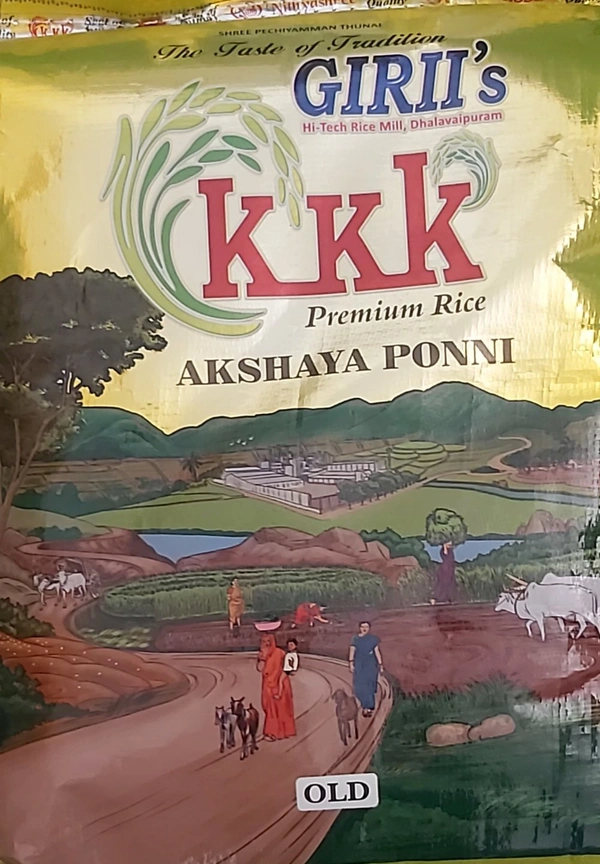 SHREE PECHIYAMMAN THUNAI
The Taste of Tradition
GIRII's
Hi-Tech Rice Mill, Dhalavaipuram
kkk
Premium Rice
AKSHAYA PONNI
OLD